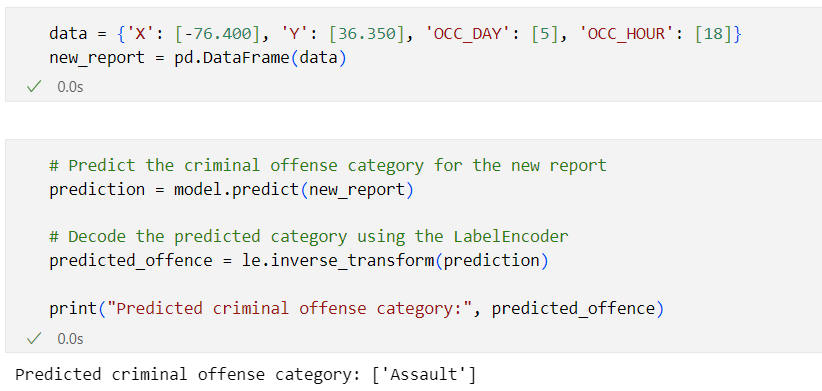 data = {'X': [-76.400], 'Y': [36.350], 'OCC_DAY': [5], 'OCC_HOUR': [18]}
new_report = pd.DataFrame(data)
✓ 0.0s
# Predict the criminal offense category for the new report
prediction = model.predict(new_report)
# Decode the predicted category using the LabelEncoder
predicted_offence = le.inverse_transform(prediction)
print("Predicted criminal offense category:", predicted_offence)
✓ 0.0s
Predicted criminal offense category: ['Assault']